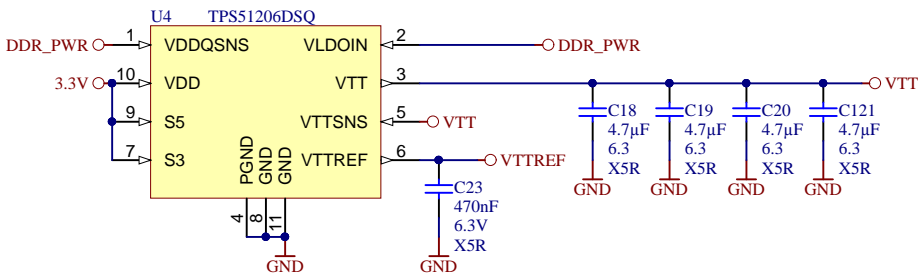 U4 TPS51206DSQ
DDR_PWR 1 VDDQSNS VLDOIN 2 DDR_PWR
3.3V 10 VDD VTT 3 VTT
9 S5 VTTSNS 5 VTT
7 S3 VTTREF 6 VTTREF
PGND GND GND
4 8 11
GND
C23
470nF
6.3V
X5R
GND
C18
4.7µF
6.3
X5R
GND
C19
4.7µF
6.3
X5R
GND
C20
4.7µF
6.3
X5R
GND
C121
4.7µF
6.3
X5R
GND